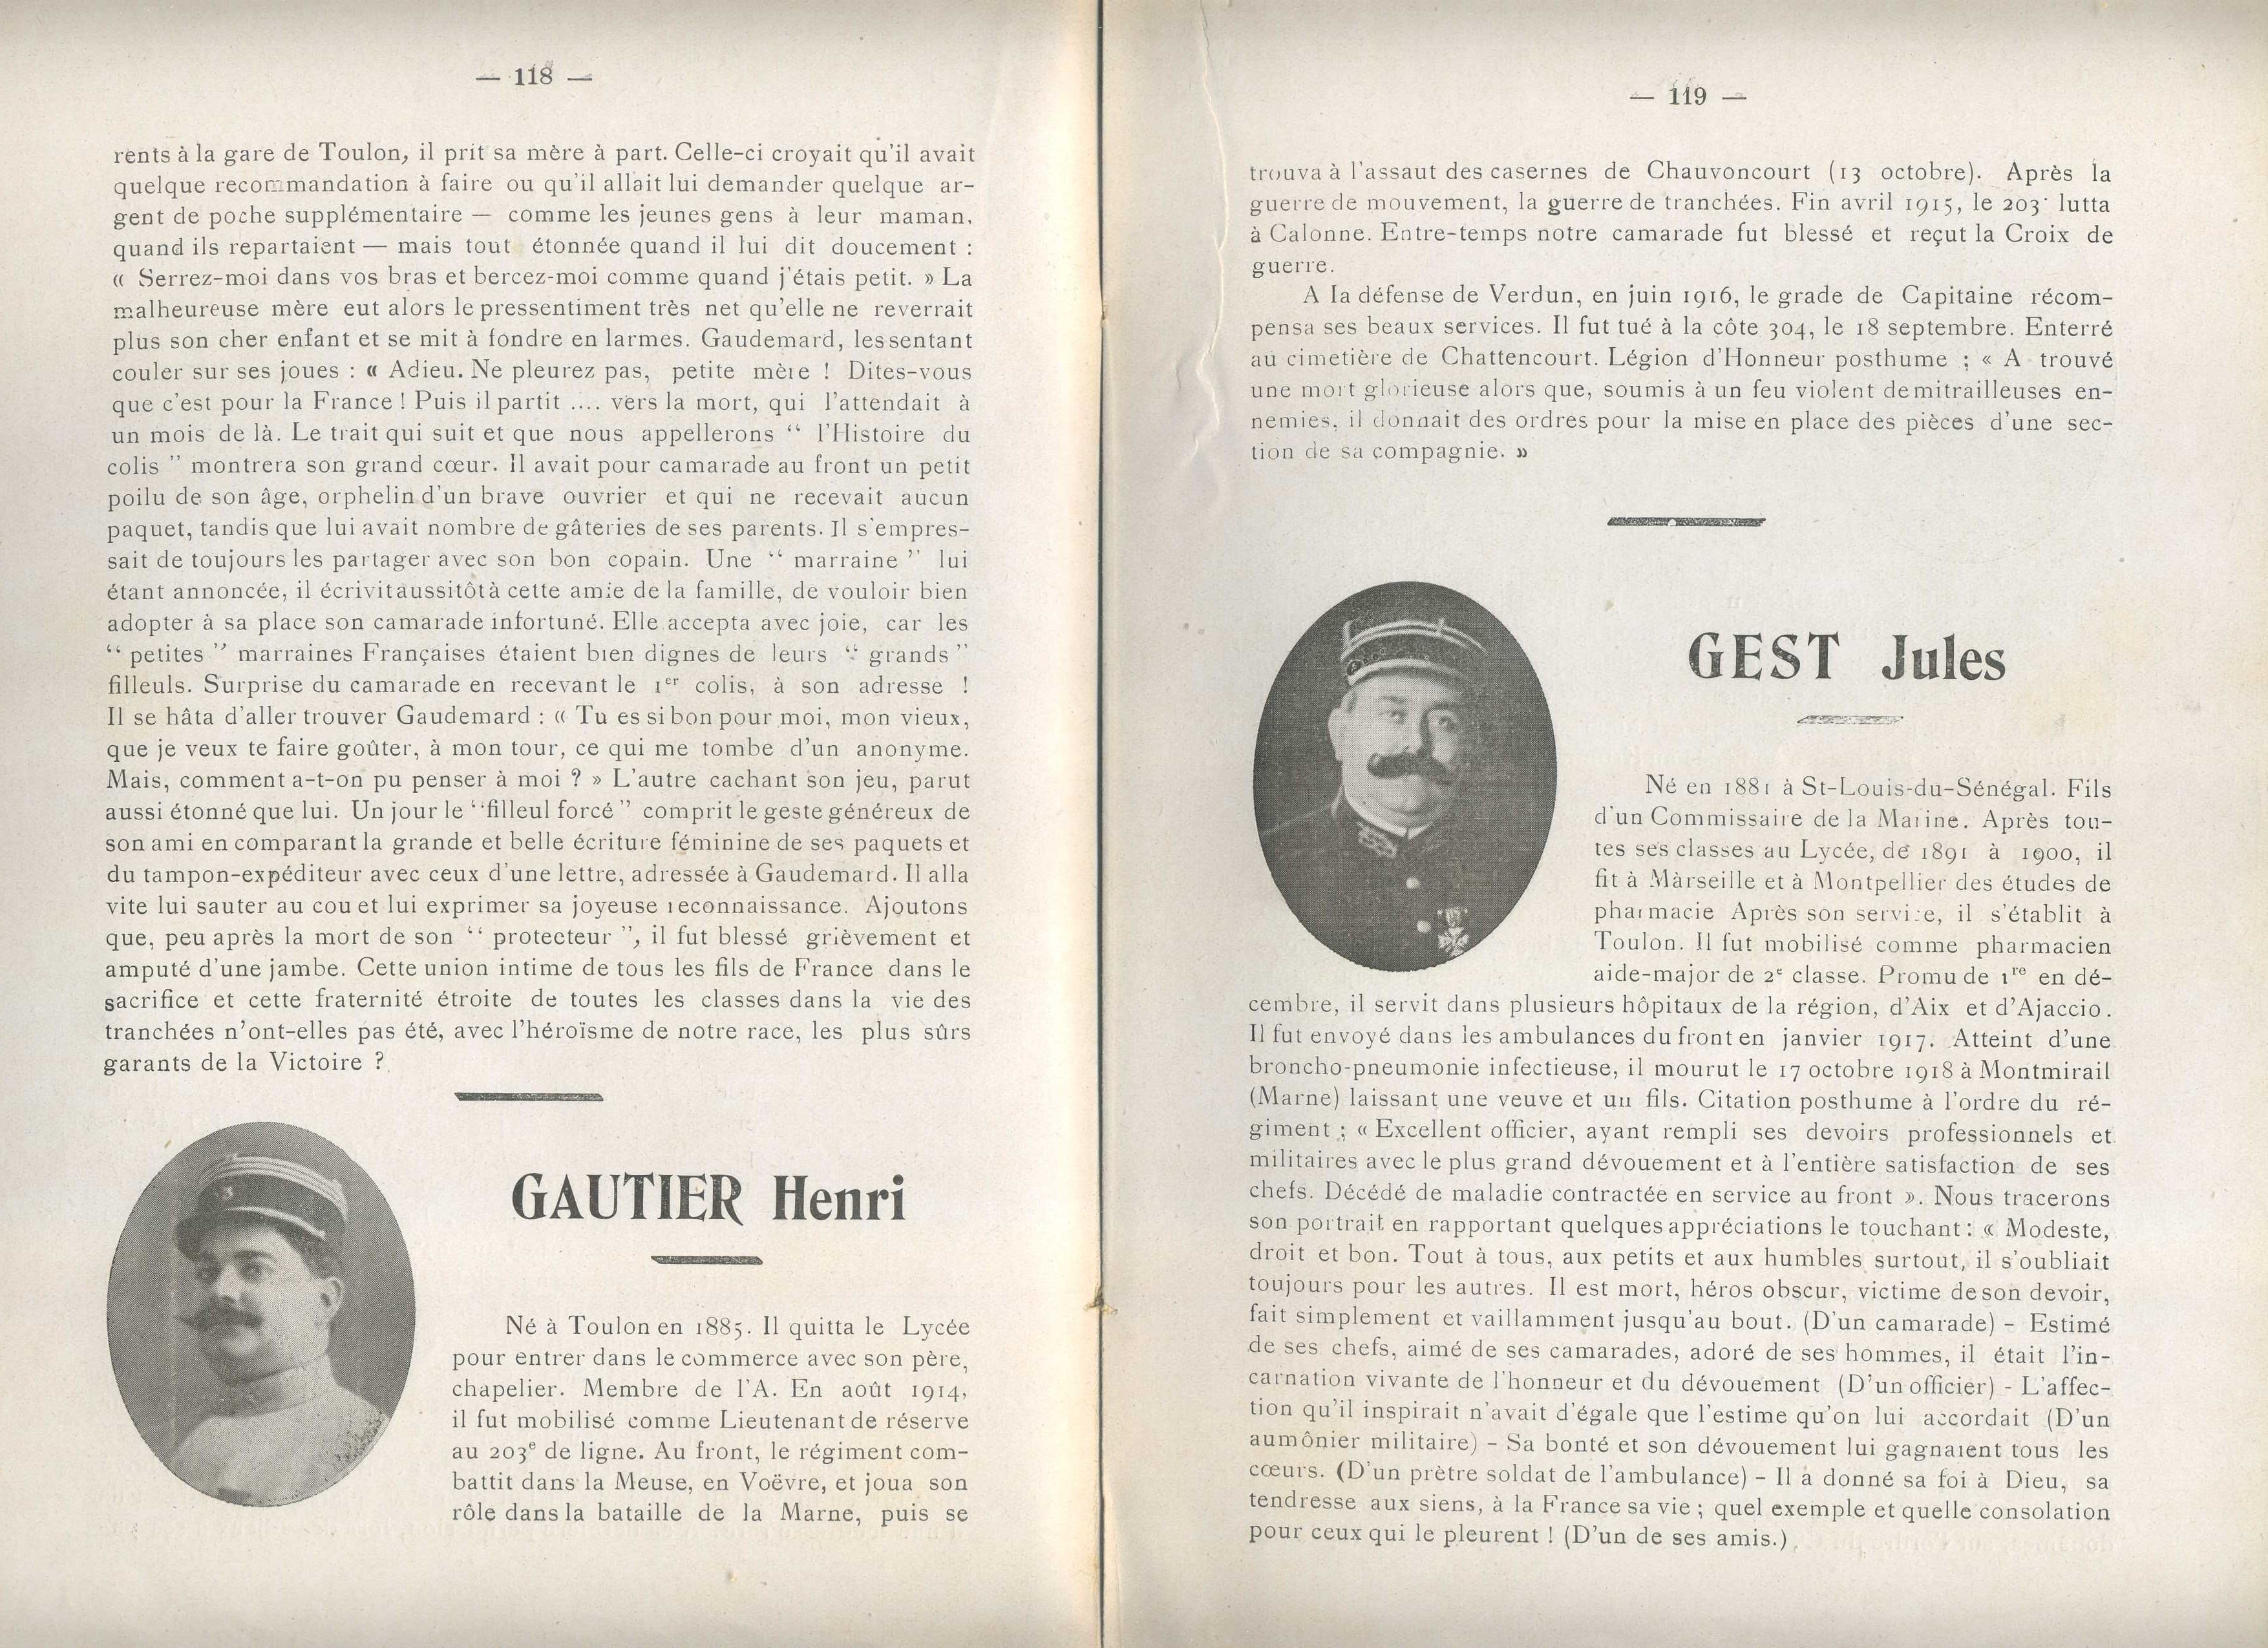 — 118 —
rents à la gare de Toulon, il prit sa mère à part. Celle-ci croyait qu'il avait
quelque recommandation à faire ou qu'il allait lui demander quelque ar-
gent de poche supplémentaire — comme les jeunes gens à leur maman,
quand ils repartaient — mais tout étonnée quand il lui dit doucement :
« Serrez-moi dans vos bras et bercez-moi comme quand j'étais petit. » La
malheureuse mère eut alors le pressentiment très net qu'elle ne reverrait
plus son cher enfant et se mit à fondre en larmes. Gaudemard, les sentant
couler sur ses joues : « Adieu. Ne pleurez pas, petite mère ! Dites-vous
que c'est pour la France ! Puis il partit .... vers la mort, qui l'attendait à
un mois de là. Le trait qui suit et que nous appellerons “ l'Histoire du
colis ” montrera son grand cœur. Il avait pour camarade au front un petit
poilu de son âge, orphelin d'un brave ouvrier et qui ne recevait aucun
paquet, tandis que lui avait nombre de gâteries de ses parents. Il s'empres-
sait de toujours les partager avec son bon copain. Une “ marraine ” lui
étant annoncée, il écrivit aussitôt à cette amie de la famille, de vouloir bien
adopter à sa place son camarade infortuné. Elle accepta avec joie, car les
“ petites ” marraines Françaises étaient bien dignes de leurs “ grands ”
filleuls. Surprise du camarade en recevant le 1er colis, à son adresse !
Il se hâta d'aller trouver Gaudemard : « Tu es si bon pour moi, mon vieux,
que je veux te faire goûter, à mon tour, ce qui me tombe d'un anonyme.
Mais, comment a-t-on pu penser à moi ? » L'autre cachant son jeu, parut
aussi étonné que lui. Un jour le “filleul forcé ” comprit le geste généreux de
son ami en comparant la grande et belle écriture féminine de ses paquets et
du tampon-expéditeur avec ceux d'une lettre, adressée à Gaudemard. Il alla
vite lui sauter au cou et lui exprimer sa joyeuse reconnaissance. Ajoutons
que, peu après la mort de son “ protecteur ”, il fut blessé grièvement et
amputé d'une jambe. Cette union intime de tous les fils de France dans le
sacrifice et cette fraternité étroite de toutes les classes dans la vie des
tranchées n'ont-elles pas été, avec l'héroïsme de notre race, les plus sûrs
garants de la Victoire ?
GAUTIER Henri
Né à Toulon en 1885. Il quitta le Lycée
pour entrer dans le commerce avec son père,
chapelier. Membre de l'A. En août 1914,
il fut mobilisé comme Lieutenant de réserve
au 203e de ligne. Au front, le régiment com-
battit dans la Meuse, en Voëvre, et joua son
rôle dans la bataille de la Marne, puis se
— 119 —
trouva à l'assaut des casernes de Chauvoncourt (13 octobre). Après la
guerre de mouvement, la guerre de tranchées. Fin avril 1915, le 203e lutta
à Calonne. Entre-temps notre camarade fut blessé et reçut la Croix de
guerre.
A la défense de Verdun, en juin 1916, le grade de Capitaine récom-
pensa ses beaux services. Il fut tué à la côte 304, le 18 septembre. Enterré
au cimetière de Chattencourt. Légion d'Honneur posthume ; « A trouvé
une mort glorieuse alors que, soumis à un feu violent de mitrailleuses en-
nemies, il donnait des ordres pour la mise en place des pièces d'une sec-
tion de sa compagnie. »
GEST Jules
Né en 1881 à St-Louis-du-Sénégal. Fils
d'un Commissaire de la Marine. Après tou-
tes ses classes au Lycée, de 1891 à 1900, il
fit à Marseille et à Montpellier des études de
pharmacie Après son service, il s'établit à
Toulon. Il fut mobilisé comme pharmacien
aide-major de 2e classe. Promu de 1re en dé-
cembre, il servit dans plusieurs hôpitaux de la région, d'Aix et d'Ajaccio.
Il fut envoyé dans les ambulances du front en janvier 1917. Atteint d'une
broncho-pneumonie infectieuse, il mourut le 17 octobre 1918 à Montmirail
(Marne) laissant une veuve et un fils. Citation posthume à l'ordre du ré-
giment ; « Excellent officier, ayant rempli ses devoirs professionnels et
militaires avec le plus grand dévouement et à l'entière satisfaction de ses
chefs. Décédé de maladie contractée en service au front ». Nous tracerons
son portrait en rapportant quelques appréciations le touchant : « Modeste,
droit et bon. Tout à tous, aux petits et aux humbles surtout, il s'oubliait
toujours pour les autres. Il est mort, héros obscur, victime de son devoir,
fait simplement et vaillamment jusqu'au bout. (D'un camarade) – Estimé
de ses chefs, aimé de ses camarades, adoré de ses hommes, il était l'in-
carnation vivante de l'honneur et du dévouement (D'un officier) - L'affec-
tion qu'il inspirait n'avait d'égale que l'estime qu'on lui accordait (D'un
aumônier militaire) – Sa bonté et son dévouement lui gagnaient tous les
cœurs. (D'un prètre soldat de l'ambulance) – Il a donné sa foi à Dieu, sa
tendresse aux siens, à la France sa vie ; quel exemple et quelle consolation
pour ceux qui le pleurent ! (D'un de ses amis.)